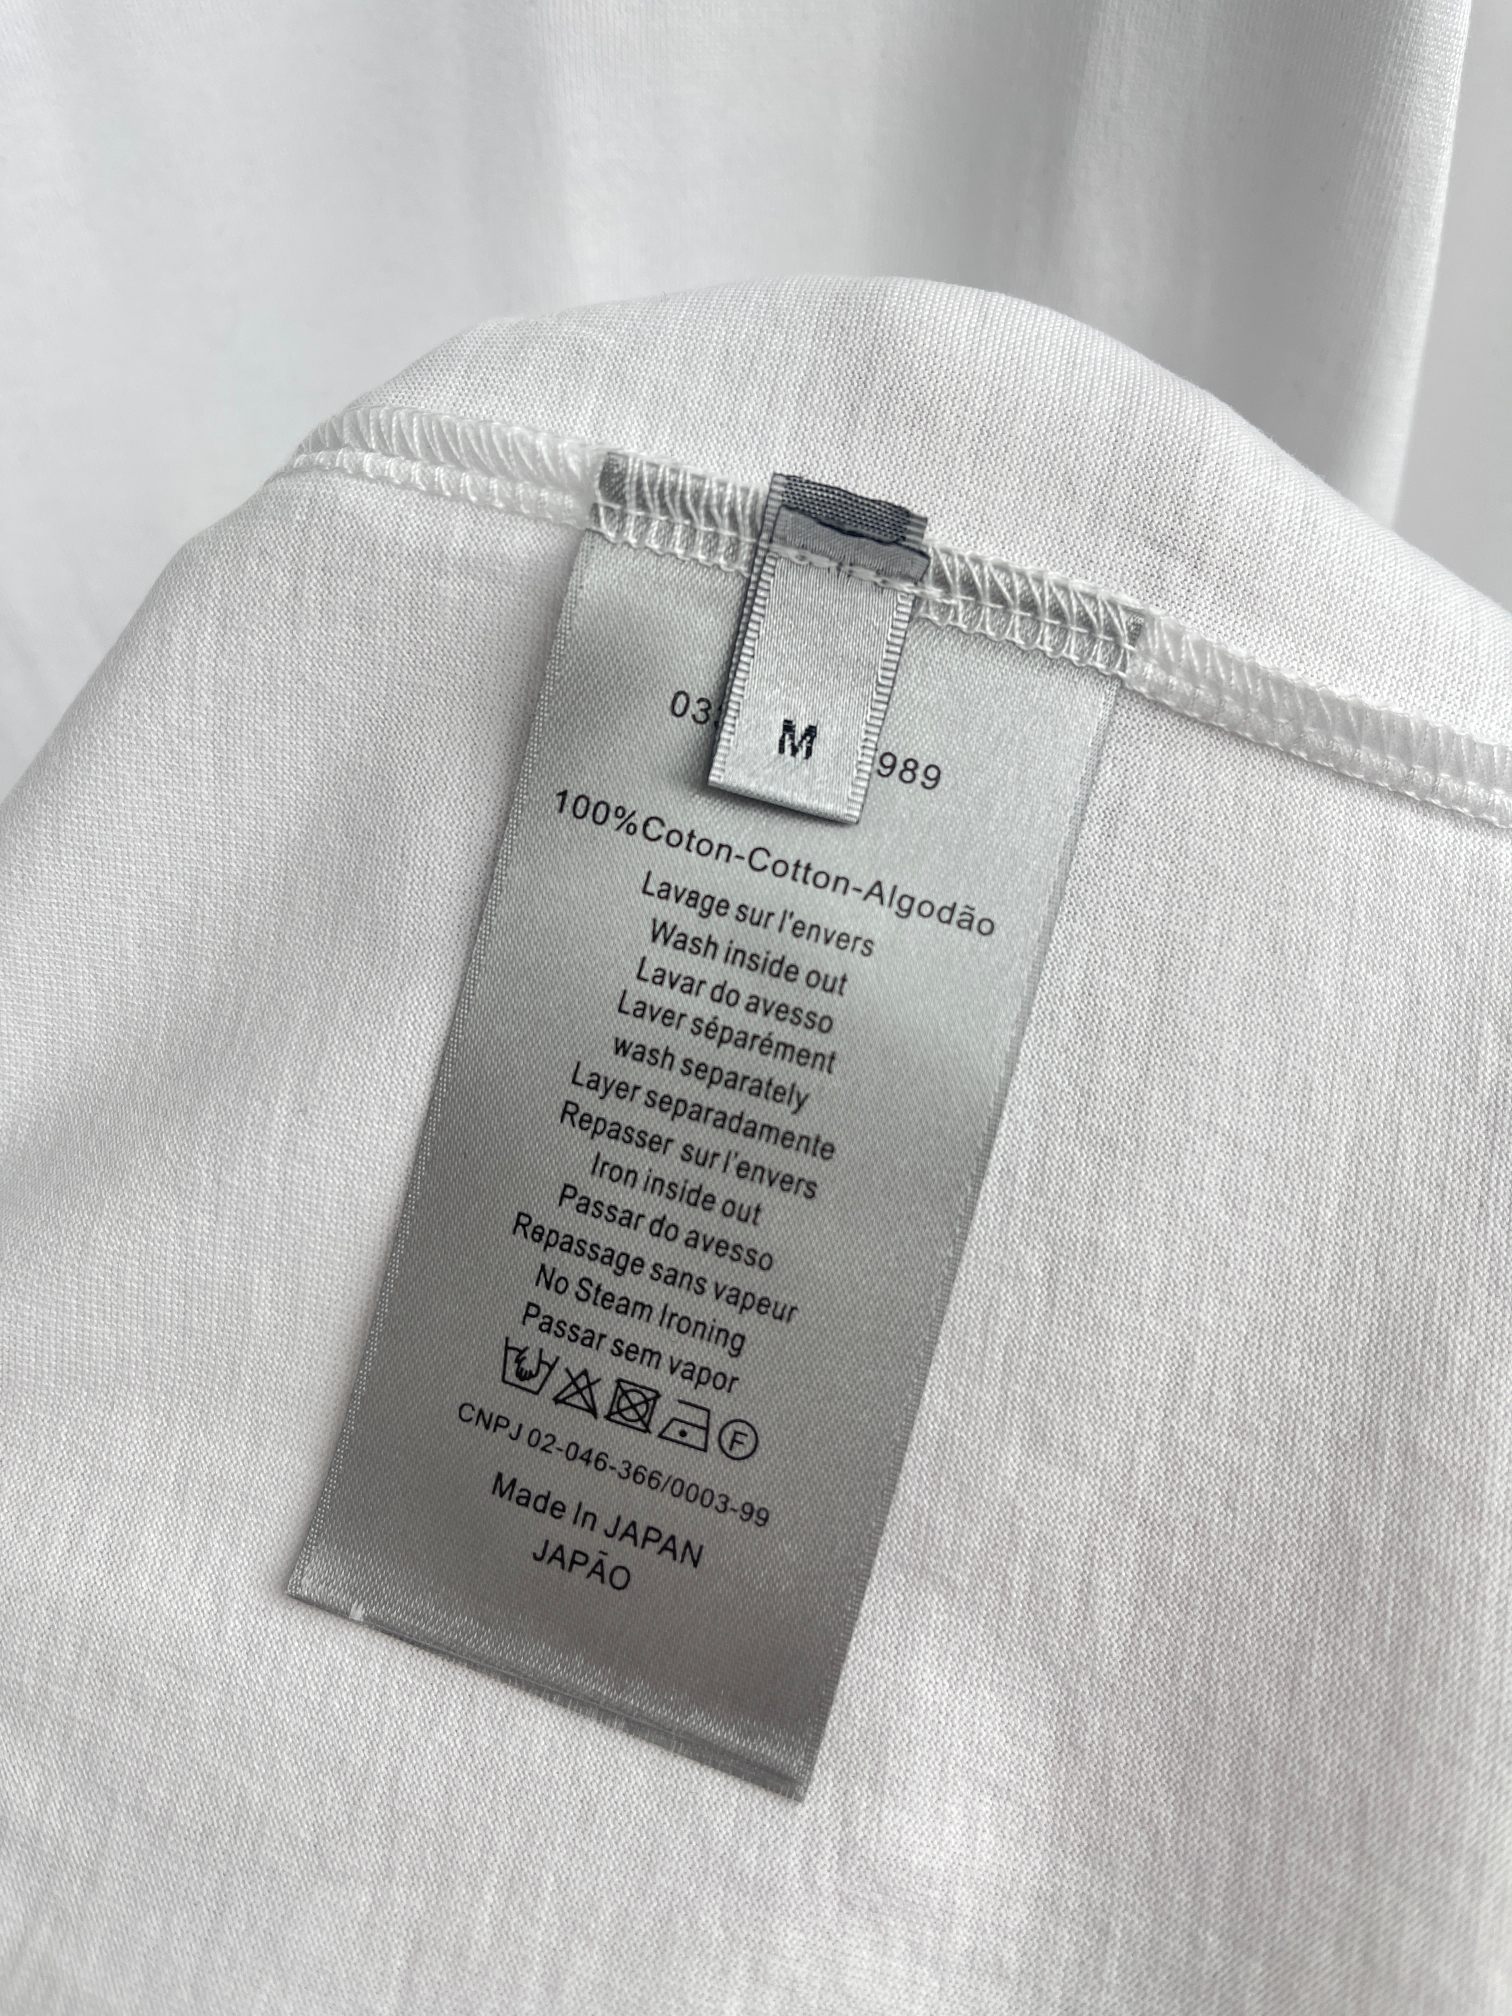 M
989
100%Coton-Cotton-Algodão
Lavage sur l'envers
Wash inside out
Lavar do avesso
Laver séparément
wash separately
Layer separadamente
Repasser sur l'envers
Iron inside out
Passar do avesso
Repassage sans vapeur
No Steam Ironing
Passar sem vapor
F
CNPJ 02-046-366/0003-99
Made In JAPAN
JAPÃO